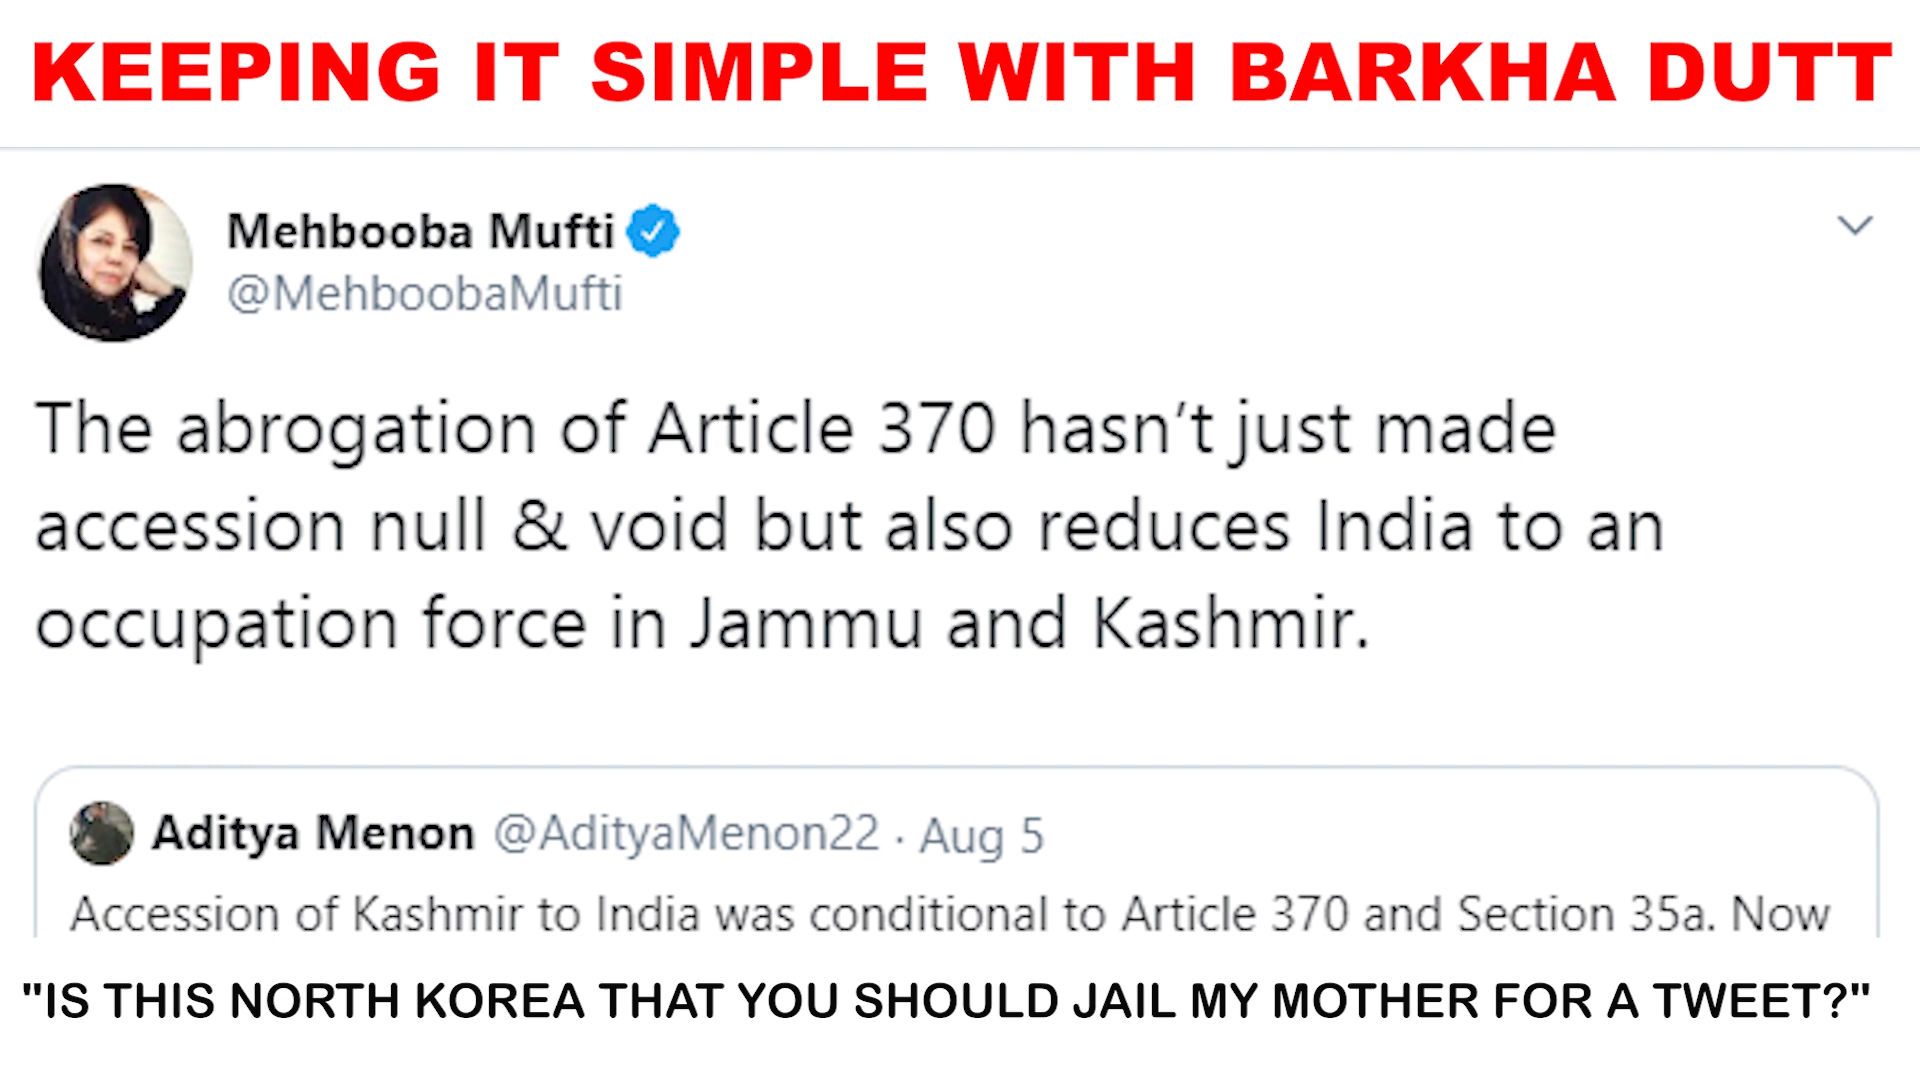 KEEPING IT SIMPLE WITH BARKHA DUTT
Mehbooba Mufti
@MehboobaMufti
The abrogation of Article 370 hasn’t just made
accession null & void but also reduces India to an
occupation force in Jammu and Kashmir.
Aditya Menon @AdityaMenon22 · Aug 5
Accession of Kashmir to India was conditional to Article 370 and Section 35a. Now
"IS THIS NORTH KOREA THAT YOU SHOULD JAIL MY MOTHER FOR A TWEET?"